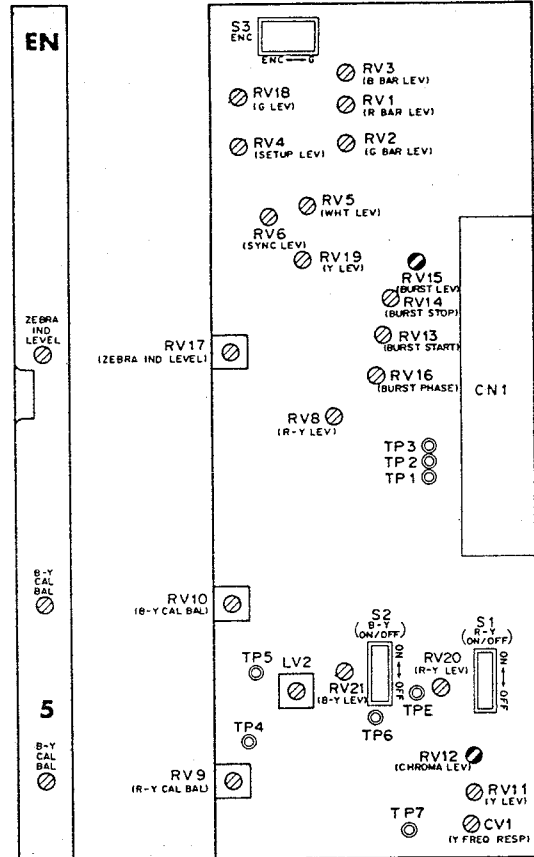 EN
ZEBRA
IND
LEVEL
B-Y
CAL
BAL
5
B-Y
CAL
BAL
S3
ENC
ENC ← G
RV3
(B BAR LEV)
RV18
(G LEV)
RV1
(R BAR LEV)
RV4
(SETUP LEV)
RV2
(G BAR LEV)
RV5
(WHT LEV)
RV6
(SYNC LEV)
RV19
(Y LEV)
RV15
(BURST LEV)
RV14
(BURST STOP)
RV13
(BURST START)
RV17
(ZEBRA IND LEVEL)
RV16
(BURST PHASE)
CN1
RV8
(R-Y LEV)
TP3
TP2
TP1
RV10
(B-Y CAL BAL)
S2
(B-Y
ON/OFF)
ON ↔ OFF
S1
(R-Y
ON/OFF)
ON ↔ OFF
TP5
LV2
RV21
(B-Y LEV)
RV20
(R-Y LEV)
TPE
TP6
TP4
RV12
(CHROMA LEV)
RV9
(R-Y CAL BAL)
RV11
(Y LEV)
TP7
CV1
(Y FREQ RESP)